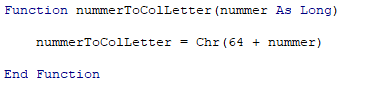 Function nummerToColLetter(nummer As Long)
nummerToColLetter = Chr(64 + nummer)
End Function